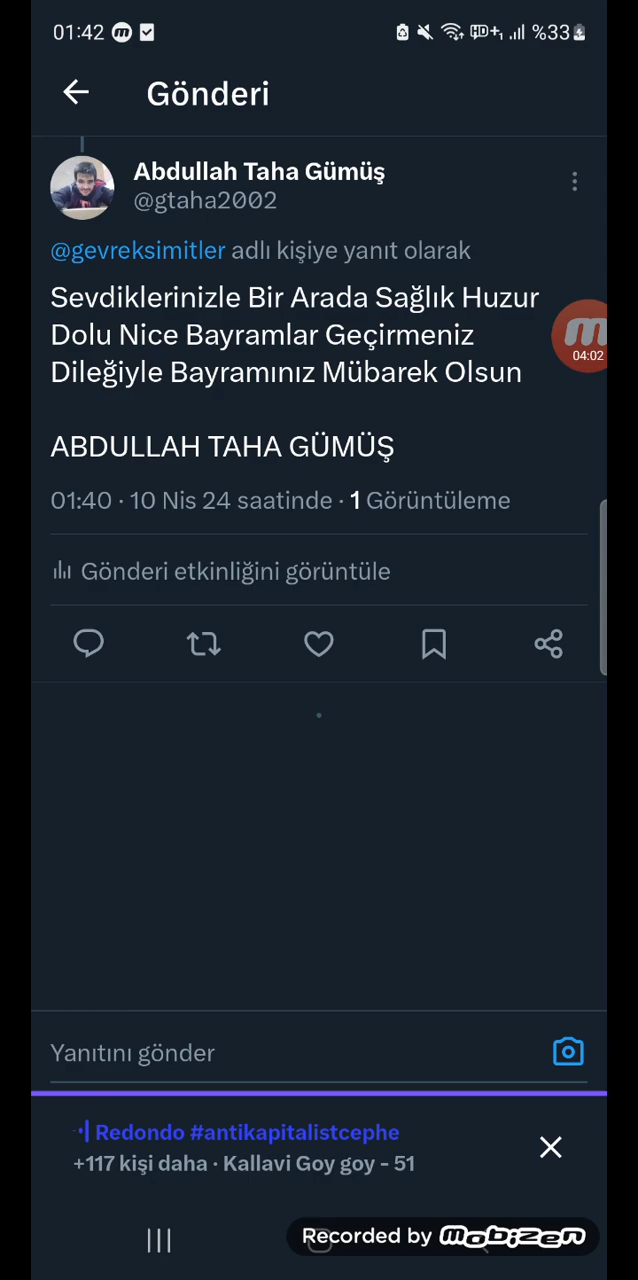 01:42
%33
Gönderi
Abdullah Taha Gümüş
@gtaha2002
@gevreksimitler adlı kişiye yanıt olarak
Sevdiklerinizle Bir Arada Sağlık Huzur
Dolu Nice Bayramlar Geçirmeniz
Dileğiyle Bayramınız Mübarek Olsun
04:02
ABDULLAH TAHA GÜMÜŞ
01:40 · 10 Nis 24 saatinde · 1 Görüntüleme
Gönderi etkinliğini görüntüle
Yanıtını gönder
Redondo #antikapitalistcephe
+117 kişi daha · Kallavi Goy goy - 51
Recorded by mobizen